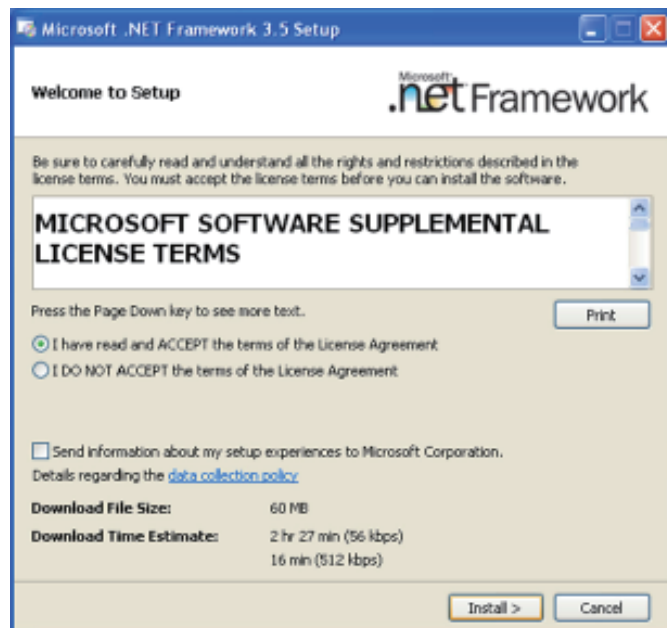 Microsoft .NET Framework 3.5 Setup
Welcome to Setup
Microsoft
.net Framework
Be sure to carefully read and understand all the rights and restrictions described in the
license terms. You must accept the license terms before you can install the software.
MICROSOFT SOFTWARE SUPPLEMENTAL
LICENSE TERMS
Press the Page Down key to see more text.
Print
I have read and ACCEPT the terms of the License Agreement
I DO NOT ACCEPT the terms of the License Agreement
Send information about my setup experiences to Microsoft Corporation.
Details regarding the data collection policy
Download File Size: 60 MB
Download Time Estimate: 2 hr 27 min (56 kbps)
16 min (512 kbps)
Install > Cancel